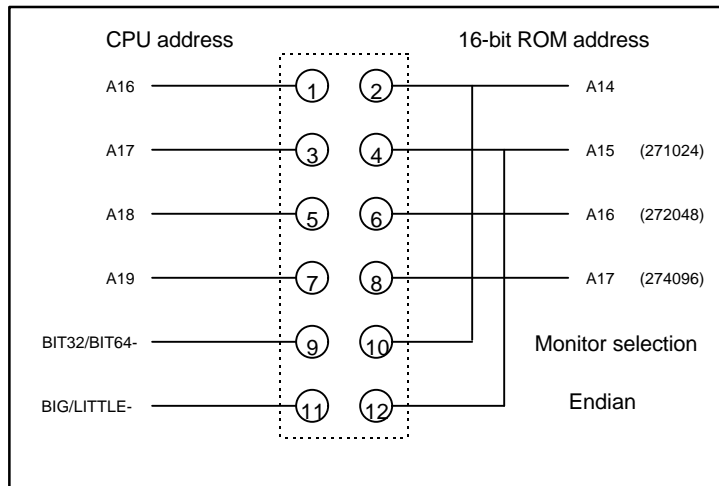 CPU address 16-bit ROM address
A16 1 2 A14
A17 3 4 A15 (271024)
A18 5 6 A16 (272048)
A19 7 8 A17 (274096)
BIT32/BIT64- 9 10 Monitor selection
BIG/LITTLE- 11 12 Endian